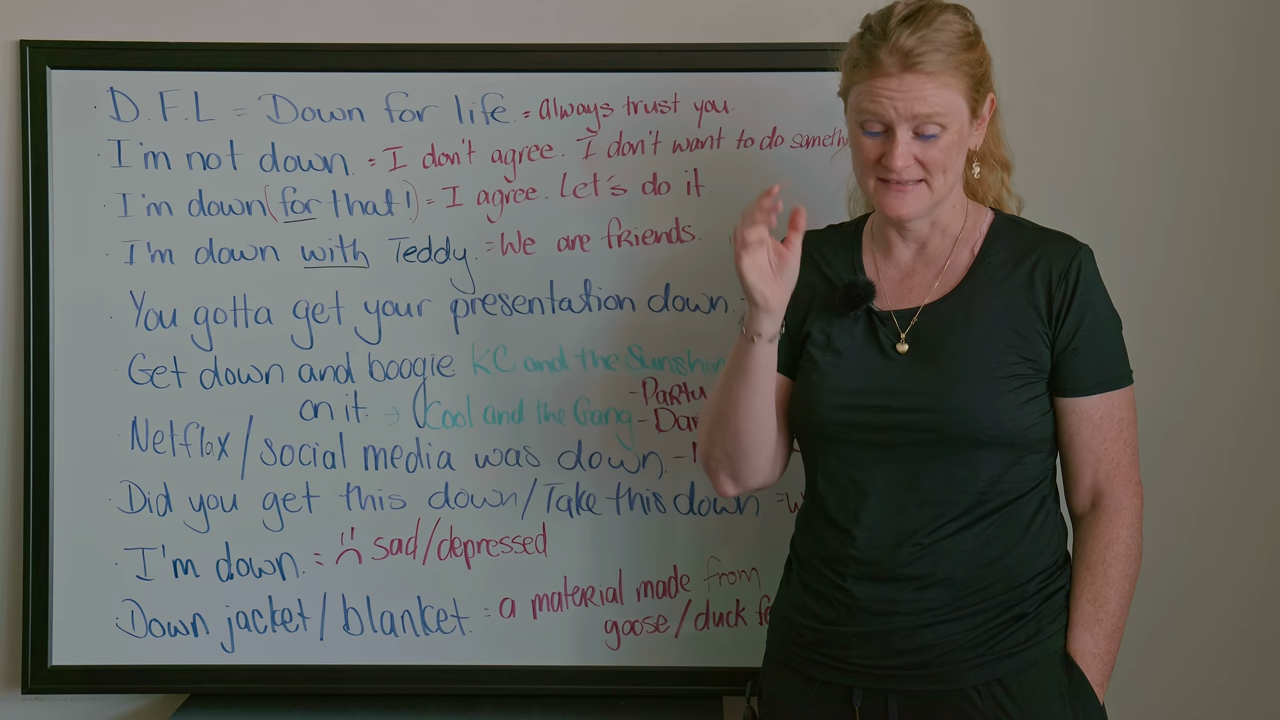 D.F.L = Down for life = Always trust you.
I'm not down. = I don't agree. I don't want to do
I'm down (for that!) = I agree. Let's do it
I'm down with Teddy. = We are friends.
You gotta get your presentation down.
Get down and boogie KC and the
on it. → Cool and the Gang -
Netflax/social media was down, -
Did you get this down/Take this down =
I'm down. = sad/depressed
Down jacket/blanket. = a material made from
goose/duck